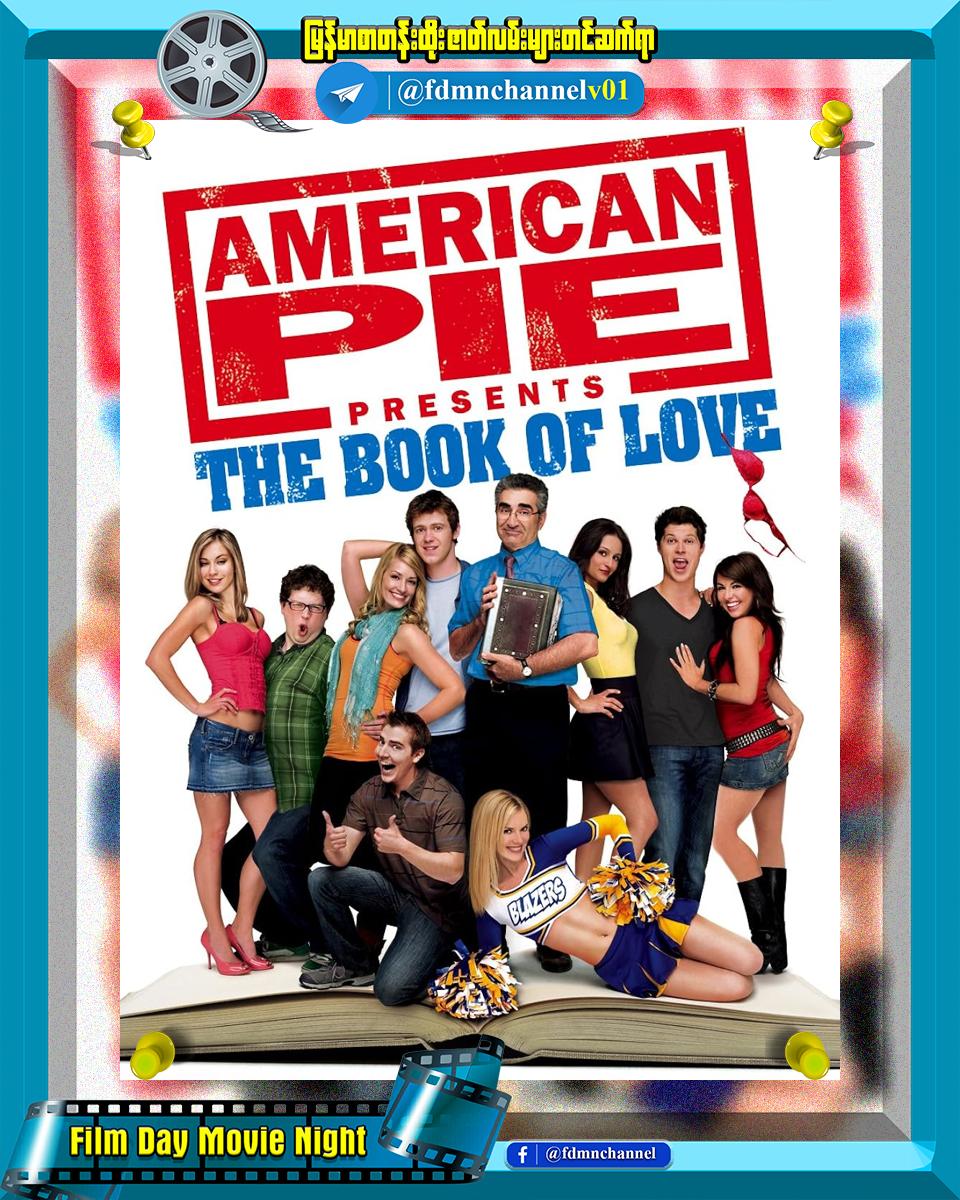 မြန်မာစာတန်းထိုးဇာတ်လမ်းများတင်ဆက်ရာ
@fdmnchannelv01
AMERICAN
PIE
PRESENTS
THE BOOK OF LOVE
BLAZERS
Film Day Movie Night
@fdmnchannel